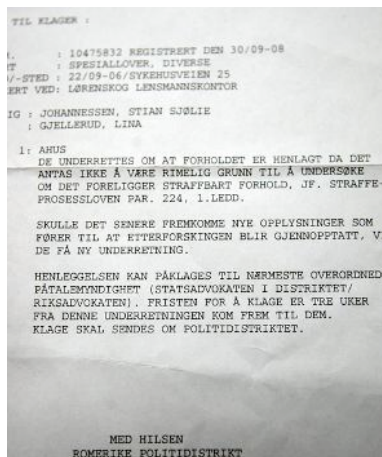 TIL KLAGER :
. : 10475832 REGISTRERT DEN 30/09-08
T : SPESIALLOVER, DIVERSE
/-STED : 22/09-06/SYKEHUSVEIEN 25
ERT VED: LØRENSKOG LENSMANNSKONTOR
IG : JOHANNESSEN, STIAN SJØLIE
: GJELLERUD, LINA
1: AHUS
DE UNDERRETTES OM AT FORHOLDET ER HENLAGT DA DET
ANTAS IKKE Å VÆRE RIMELIG GRUNN TIL Å UNDERSØKE
OM DET FORELIGGER STRAFFBART FORHOLD, JF. STRAFFE-
PROSESSLOVEN PAR. 224, 1.LEDD.
SKULLE DET SENERE FREMKOMME NYE OPPLYSNINGER SOM
FØRER TIL AT ETTERFORSKINGEN BLIR GJENNOPPTATT, V
DE FÅ NY UNDERRETNING.
HENLEGGELSEN KAN PÅKLAGES TIL NÆRMESTE OVERORDNED
PÅTALEMYNDIGHET (STATSADVOKATEN I DISTRIKTET/
RIKSADVOKATEN). FRISTEN FOR Å KLAGE ER TRE UKER
FRA DENNE UNDERRETNINGEN KOM FREM TIL DEM.
KLAGE SKAL SENDES OM POLITIDISTRIKTET.
MED HILSEN
ROMERIKE POLITIDISTRIKT